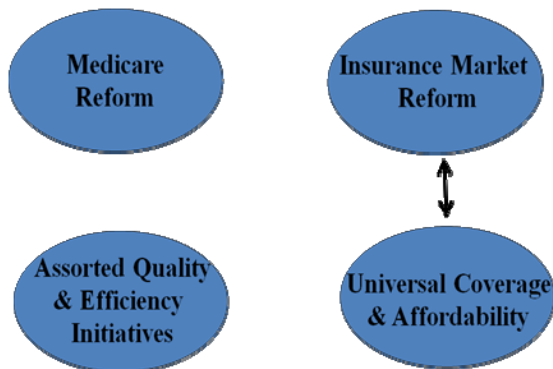 Medicare
Reform
Insurance Market
Reform
Assorted Quality
& Efficiency
Initiatives
Universal Coverage
& Affordability